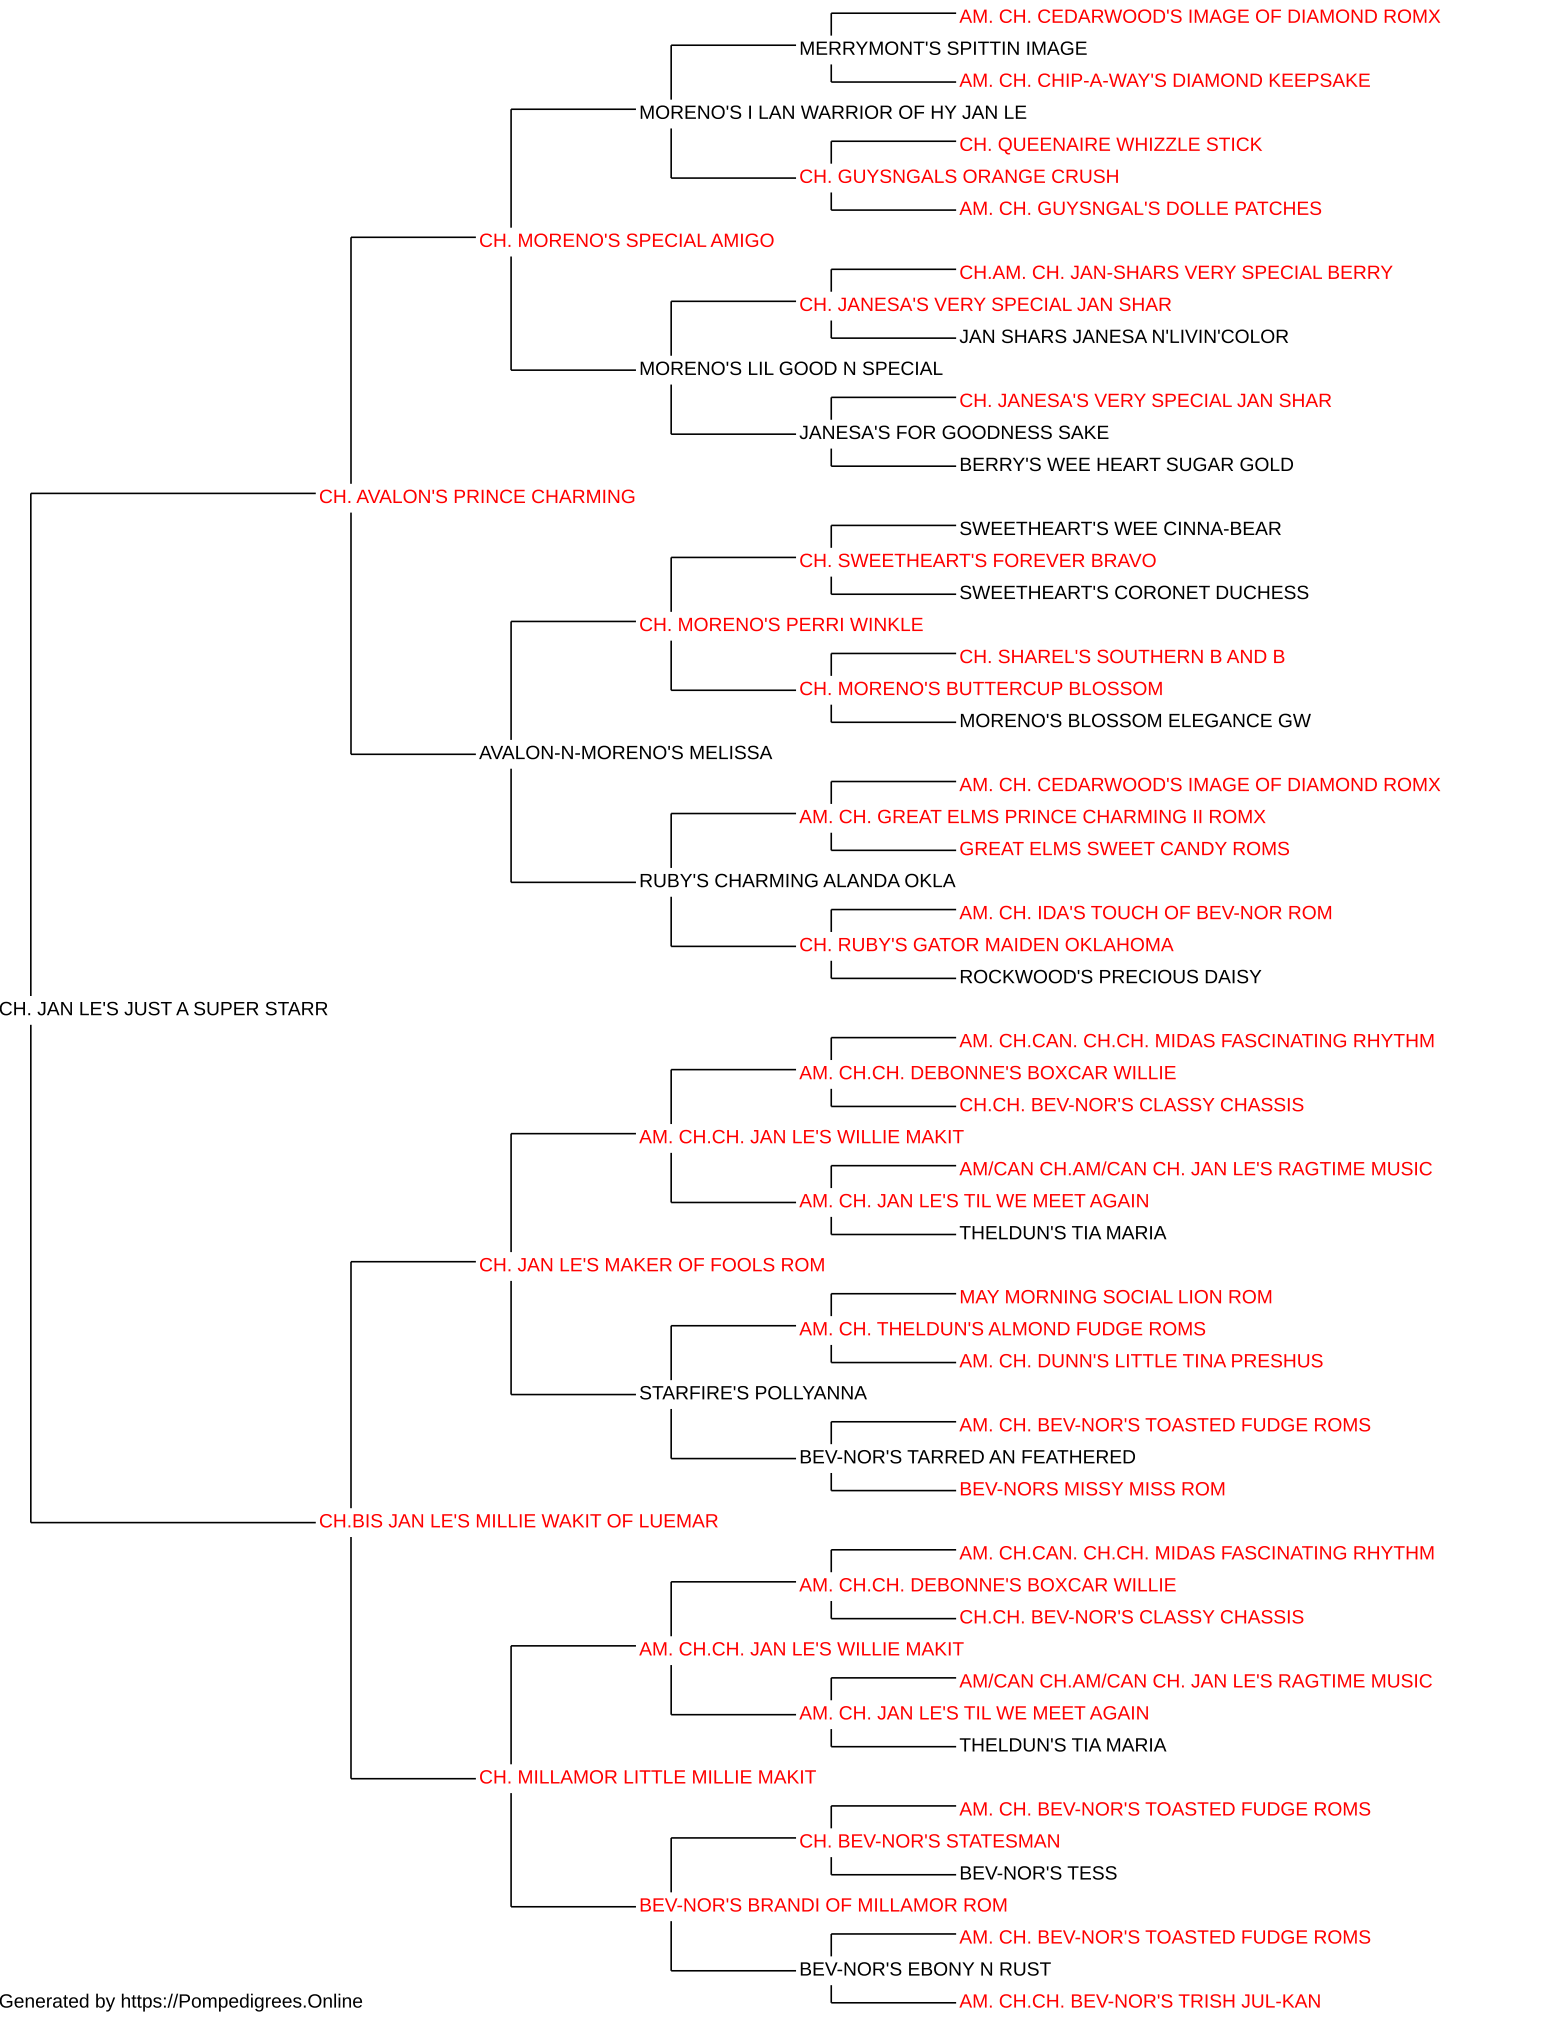 AM. CH. CEDARWOOD'S IMAGE OF DIAMOND ROMX
MERRYMONT'S SPITTIN IMAGE
AM. CH. CHIP-A-WAY'S DIAMOND KEEPSAKE
MORENO'S I LAN WARRIOR OF HY JAN LE
CH. QUEENAIRE WHIZZLE STICK
CH. GUYSNGALS ORANGE CRUSH
AM. CH. GUYSNGAL'S DOLLE PATCHES
CH. MORENO'S SPECIAL AMIGO
CH.AM. CH. JAN-SHARS VERY SPECIAL BERRY
CH. JANESA'S VERY SPECIAL JAN SHAR
JAN SHARS JANESA N'LIVIN'COLOR
MORENO'S LIL GOOD N SPECIAL
CH. JANESA'S VERY SPECIAL JAN SHAR
JANESA'S FOR GOODNESS SAKE
BERRY'S WEE HEART SUGAR GOLD
CH. AVALON'S PRINCE CHARMING
SWEETHEART'S WEE CINNA-BEAR
CH. SWEETHEART'S FOREVER BRAVO
SWEETHEART'S CORONET DUCHESS
CH. MORENO'S PERRI WINKLE
CH. SHAREL'S SOUTHERN B AND B
CH. MORENO'S BUTTERCUP BLOSSOM
MORENO'S BLOSSOM ELEGANCE GW
AVALON-N-MORENO'S MELISSA
AM. CH. CEDARWOOD'S IMAGE OF DIAMOND ROMX
AM. CH. GREAT ELMS PRINCE CHARMING II ROMX
GREAT ELMS SWEET CANDY ROMS
RUBY'S CHARMING ALANDA OKLA
AM. CH. IDA'S TOUCH OF BEV-NOR ROM
CH. RUBY'S GATOR MAIDEN OKLAHOMA
ROCKWOOD'S PRECIOUS DAISY
CH. JAN LE'S JUST A SUPER STARR
AM. CH.CAN. CH.CH. MIDAS FASCINATING RHYTHM
AM. CH.CH. DEBONNE'S BOXCAR WILLIE
CH.CH. BEV-NOR'S CLASSY CHASSIS
AM. CH.CH. JAN LE'S WILLIE MAKIT
AM/CAN CH.AM/CAN CH. JAN LE'S RAGTIME MUSIC
AM. CH. JAN LE'S TIL WE MEET AGAIN
THELDUN'S TIA MARIA
CH. JAN LE'S MAKER OF FOOLS ROM
MAY MORNING SOCIAL LION ROM
AM. CH. THELDUN'S ALMOND FUDGE ROMS
AM. CH. DUNN'S LITTLE TINA PRESHUS
STARFIRE'S POLLYANNA
AM. CH. BEV-NOR'S TOASTED FUDGE ROMS
BEV-NOR'S TARRED AN FEATHERED
BEV-NORS MISSY MISS ROM
CH.BIS JAN LE'S MILLIE WAKIT OF LUEMAR
AM. CH.CAN. CH.CH. MIDAS FASCINATING RHYTHM
AM. CH.CH. DEBONNE'S BOXCAR WILLIE
CH.CH. BEV-NOR'S CLASSY CHASSIS
AM. CH.CH. JAN LE'S WILLIE MAKIT
AM/CAN CH.AM/CAN CH. JAN LE'S RAGTIME MUSIC
AM. CH. JAN LE'S TIL WE MEET AGAIN
THELDUN'S TIA MARIA
CH. MILLAMOR LITTLE MILLIE MAKIT
AM. CH. BEV-NOR'S TOASTED FUDGE ROMS
CH. BEV-NOR'S STATESMAN
BEV-NOR'S TESS
BEV-NOR'S BRANDI OF MILLAMOR ROM
AM. CH. BEV-NOR'S TOASTED FUDGE ROMS
BEV-NOR'S EBONY N RUST
AM. CH.CH. BEV-NOR'S TRISH JUL-KAN
Generated by https://Pompedigrees.Online